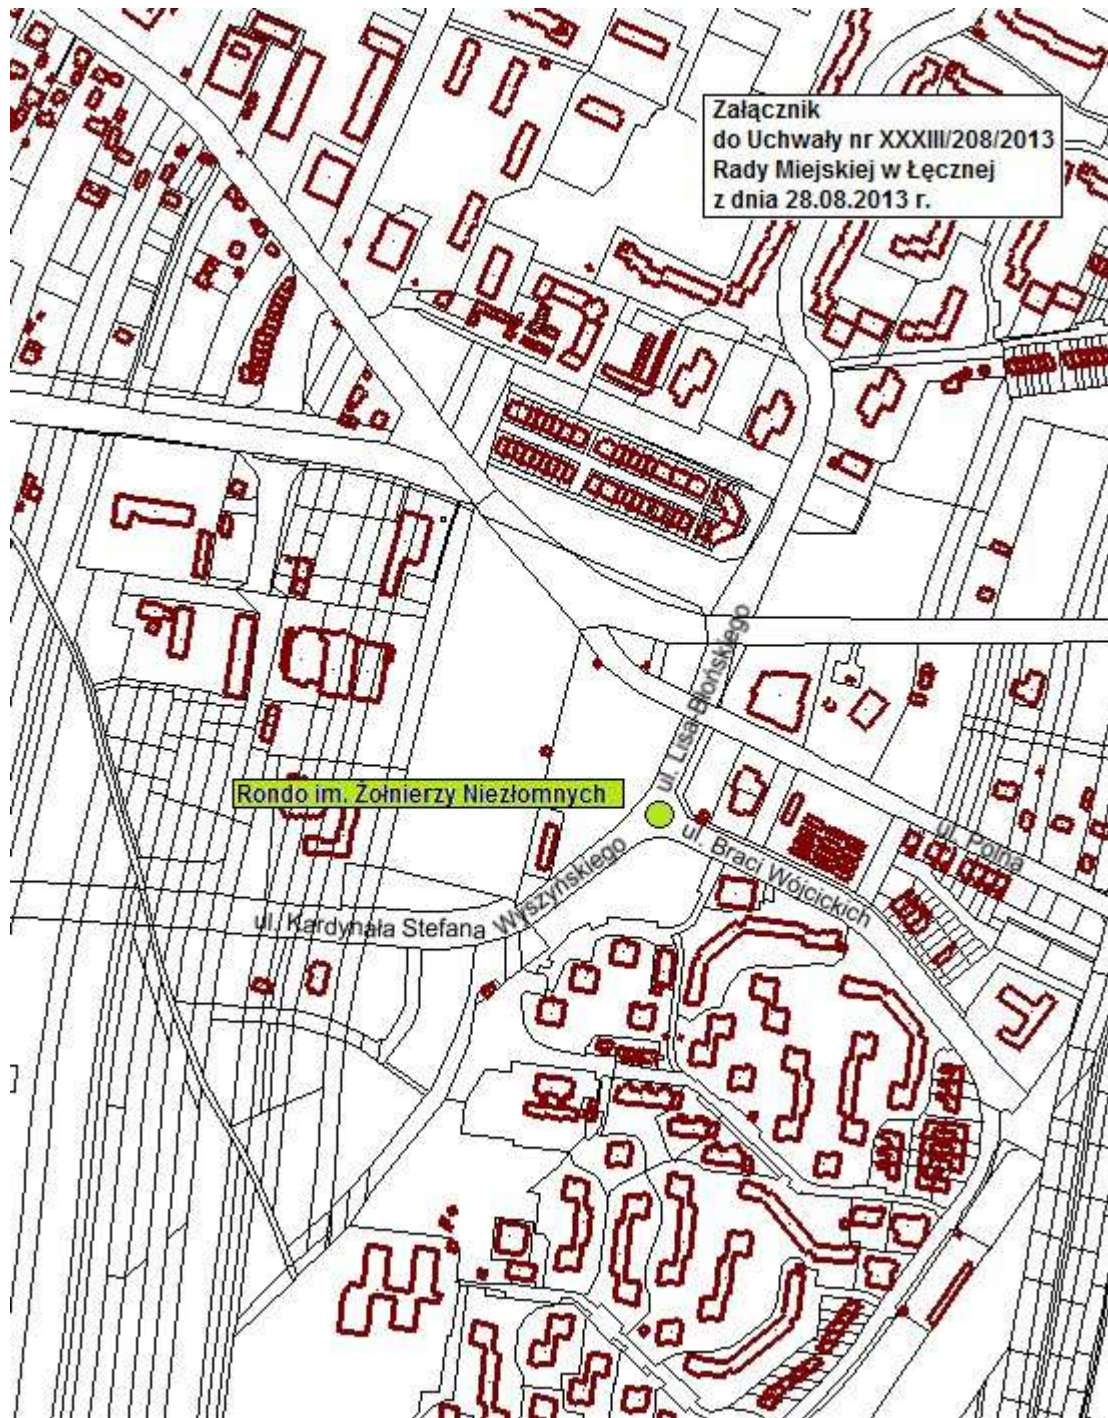 Załącznik
do Uchwały nr XXXIII/208/2013
Rady Miejskiej w Łęcznej
z dnia 28.08.2013 r.
ul. Lisa-Błońskiego
Rondo im. Żołnierzy Niezłomnych
ul. Braci Wójcickich
ul. Polna
ul. Kardynała Stefana Wyszyńskiego